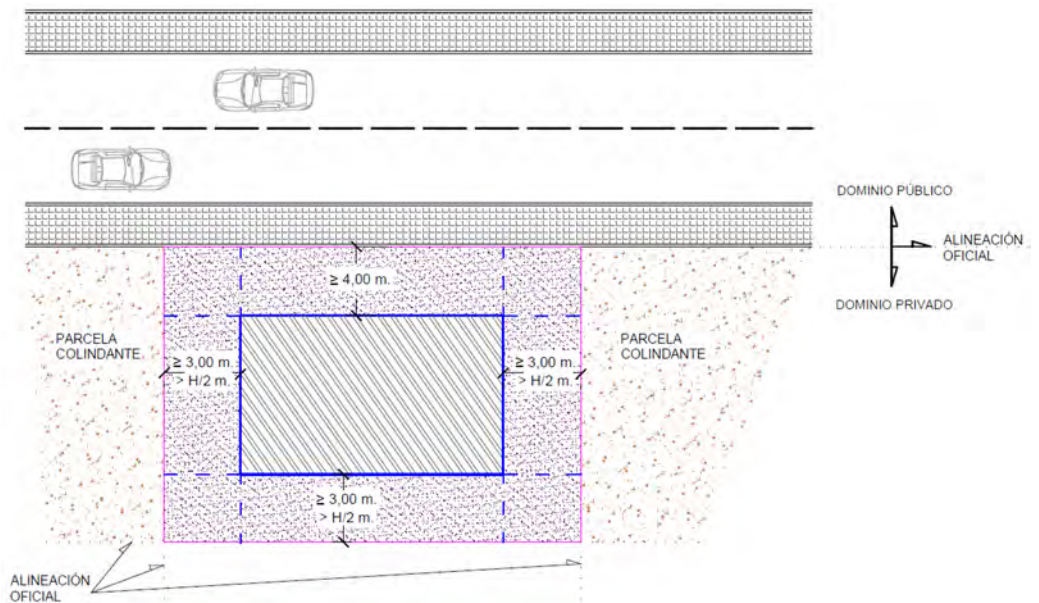 DOMINIO PÚBLICO
ALINEACIÓN
OFICIAL
DOMINIO PRIVADO
≥ 4,00 m.
PARCELA
COLINDANTE
≥ 3,00 m.
> H/2 m.
≥ 3,00 m.
> H/2 m.
PARCELA
COLINDANTE
≥ 3,00 m.
> H/2 m.
ALINEACIÓN
OFICIAL